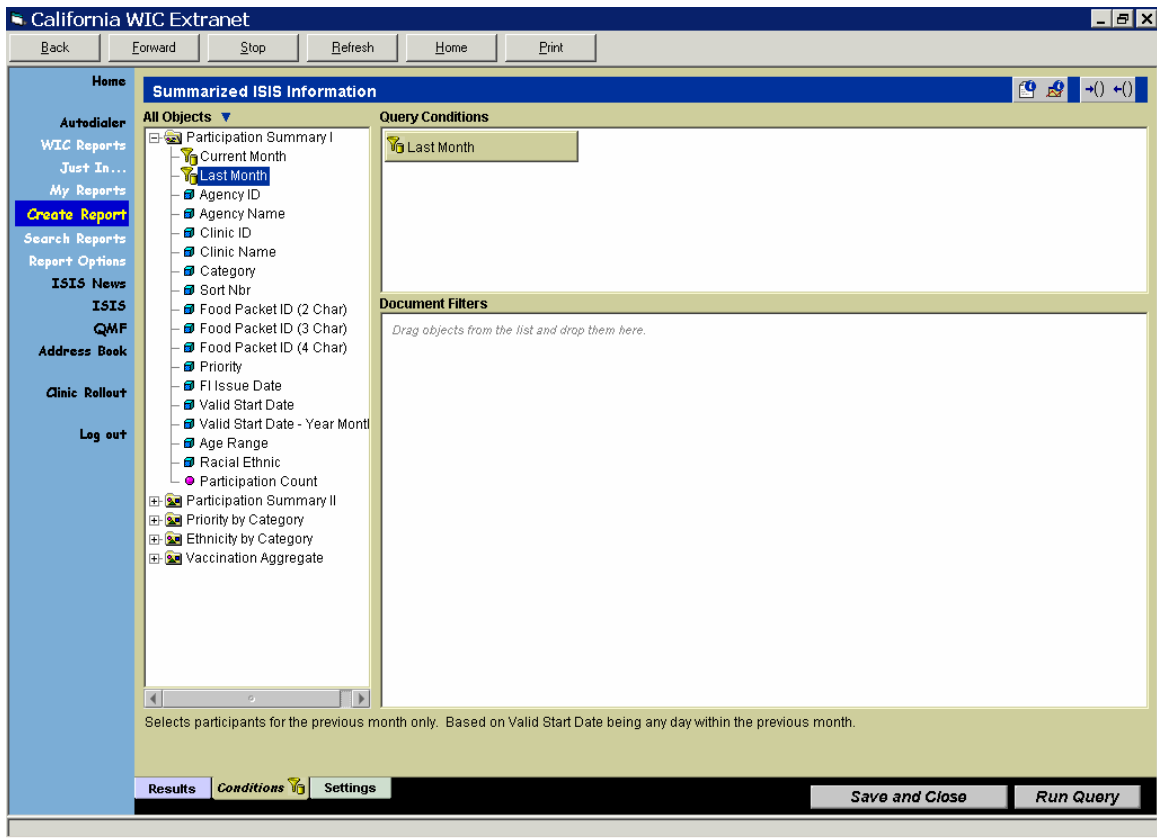 California WIC Extranet
Back Forward Stop Refresh Home Print
Home
Autodialer
WIC Reports
Just In...
My Reports
Create Report
Search Reports
Report Options
ISIS News
ISIS
QMF
Address Book
Clinic Rollout
Log out
Summarized ISIS Information
All Objects
Participation Summary I
Current Month
Last Month
Agency ID
Agency Name
Clinic ID
Clinic Name
Category
Sort Nbr
Food Packet ID (2 Char)
Food Packet ID (3 Char)
Food Packet ID (4 Char)
Priority
FI Issue Date
Valid Start Date
Valid Start Date - Year Month
Age Range
Racial Ethnic
Participation Count
Participation Summary II
Priority by Category
Ethnicity by Category
Vaccination Aggregate
Query Conditions
Last Month
Document Filters
Drag objects from the list and drop them here.
Selects participants for the previous month only. Based on Valid Start Date being any day within the previous month.
Results Conditions Settings
Save and Close Run Query